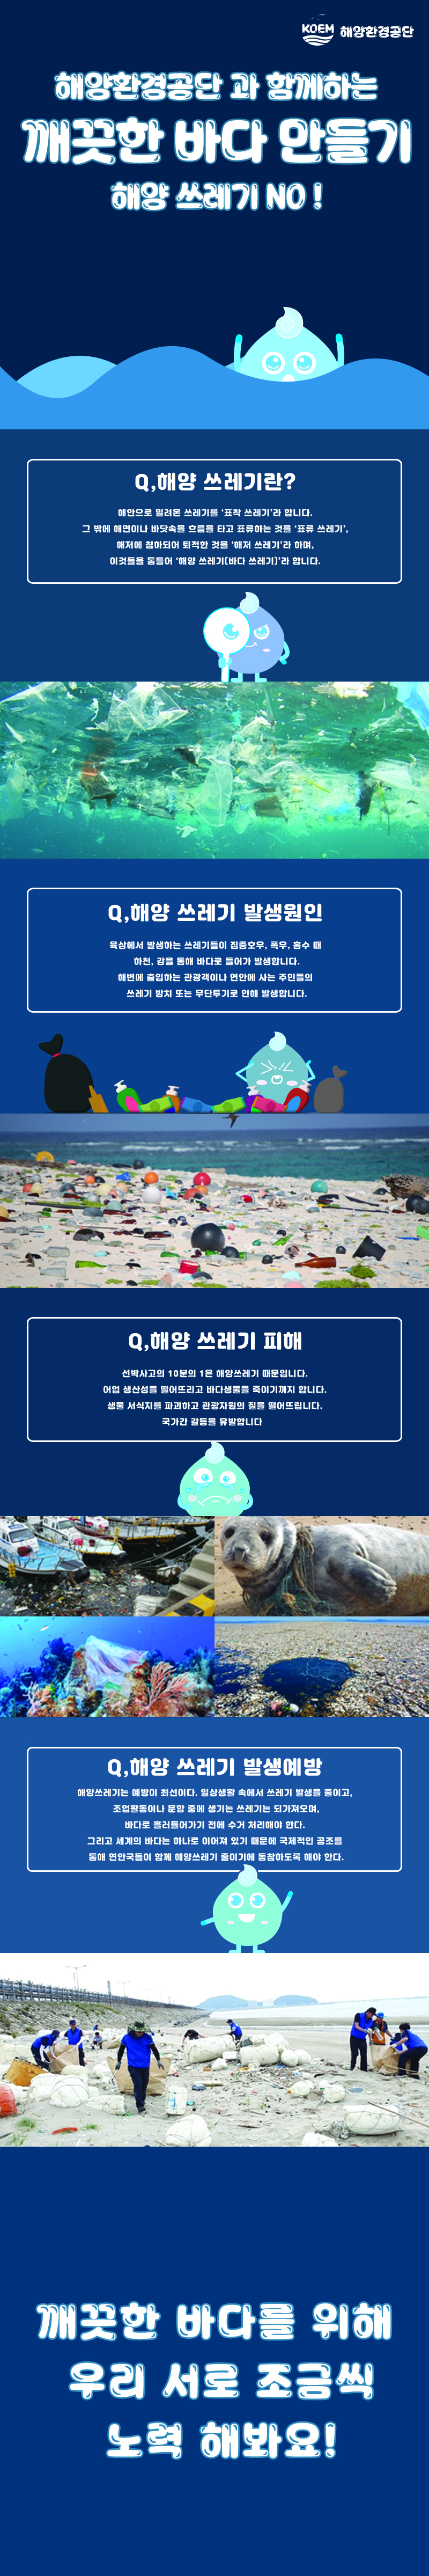 KOEM 해양환경공단
해양환경공단 과 함께하는
깨끗한 바다 만들기
해양 쓰레기 NO !
Q,해양 쓰레기란?
해안으로 밀려온 쓰레기를 ‘표착 쓰레기’라 합니다.
그 밖에 해면이나 바닷속을 흐름을 타고 표류하는 것을 ‘표류 쓰레기’,
해저에 침하되어 퇴적한 것을 ‘해저 쓰레기’라 하며,
이것들을 통틀어 ‘해양 쓰레기(바다 쓰레기)’라 합니다.
Q,해양 쓰레기 발생원인
육상에서 발생하는 쓰레기들이 집중호우, 폭우, 홍수 때
하천, 강을 통해 바다로 들어가 발생합니다.
해변에 출입하는 관광객이나 연안에 사는 주민들의
쓰레기 방치 또는 무단투기로 인해 발생합니다.
Q,해양 쓰레기 피해
선박사고의 10분의 1은 해양쓰레기 때문입니다.
어업 생산성을 떨어뜨리고 바다생물을 죽이기까지 합니다.
생물 서식지를 파괴하고 관광자원의 질을 떨어뜨립니다.
국가간 갈등을 유발합니다
Q,해양 쓰레기 발생예방
해양쓰레기는 예방이 최선이다. 일상생활 속에서 쓰레기 발생을 줄이고,
조업활동이나 운항 중에 생기는 쓰레기는 되가져오며,
바다로 흘러들어가기 전에 수거 처리해야 한다.
그리고 세계의 바다는 하나로 이어져 있기 때문에 국제적인 공조를
통해 연안국들이 함께 해양쓰레기 줄이기에 동참하도록 해야 한다.
깨끗한 바다를 위해
우리 서로 조금씩
노력 해봐요!